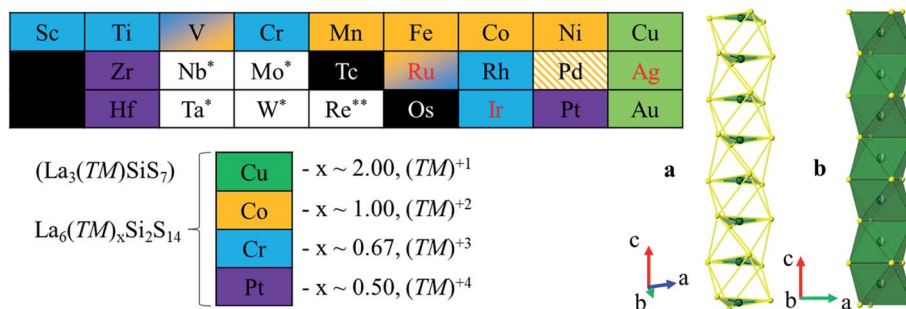 Sc Ti V Cr Mn Fe Co Ni Cu
Zr Nb* Mo* Tc Ru Rh Pd Ag
Hf Ta* W* Re** Os Ir Pt Au
(La₃(TM)SiS₇)
La₆(TM)ₓSi₂S₁₄
Cu - x ~ 2.00, (TM)⁺¹
Co - x ~ 1.00, (TM)⁺²
Cr - x ~ 0.67, (TM)⁺³
Pt - x ~ 0.50, (TM)⁺⁴
a
c
a
b
b
c
b
a